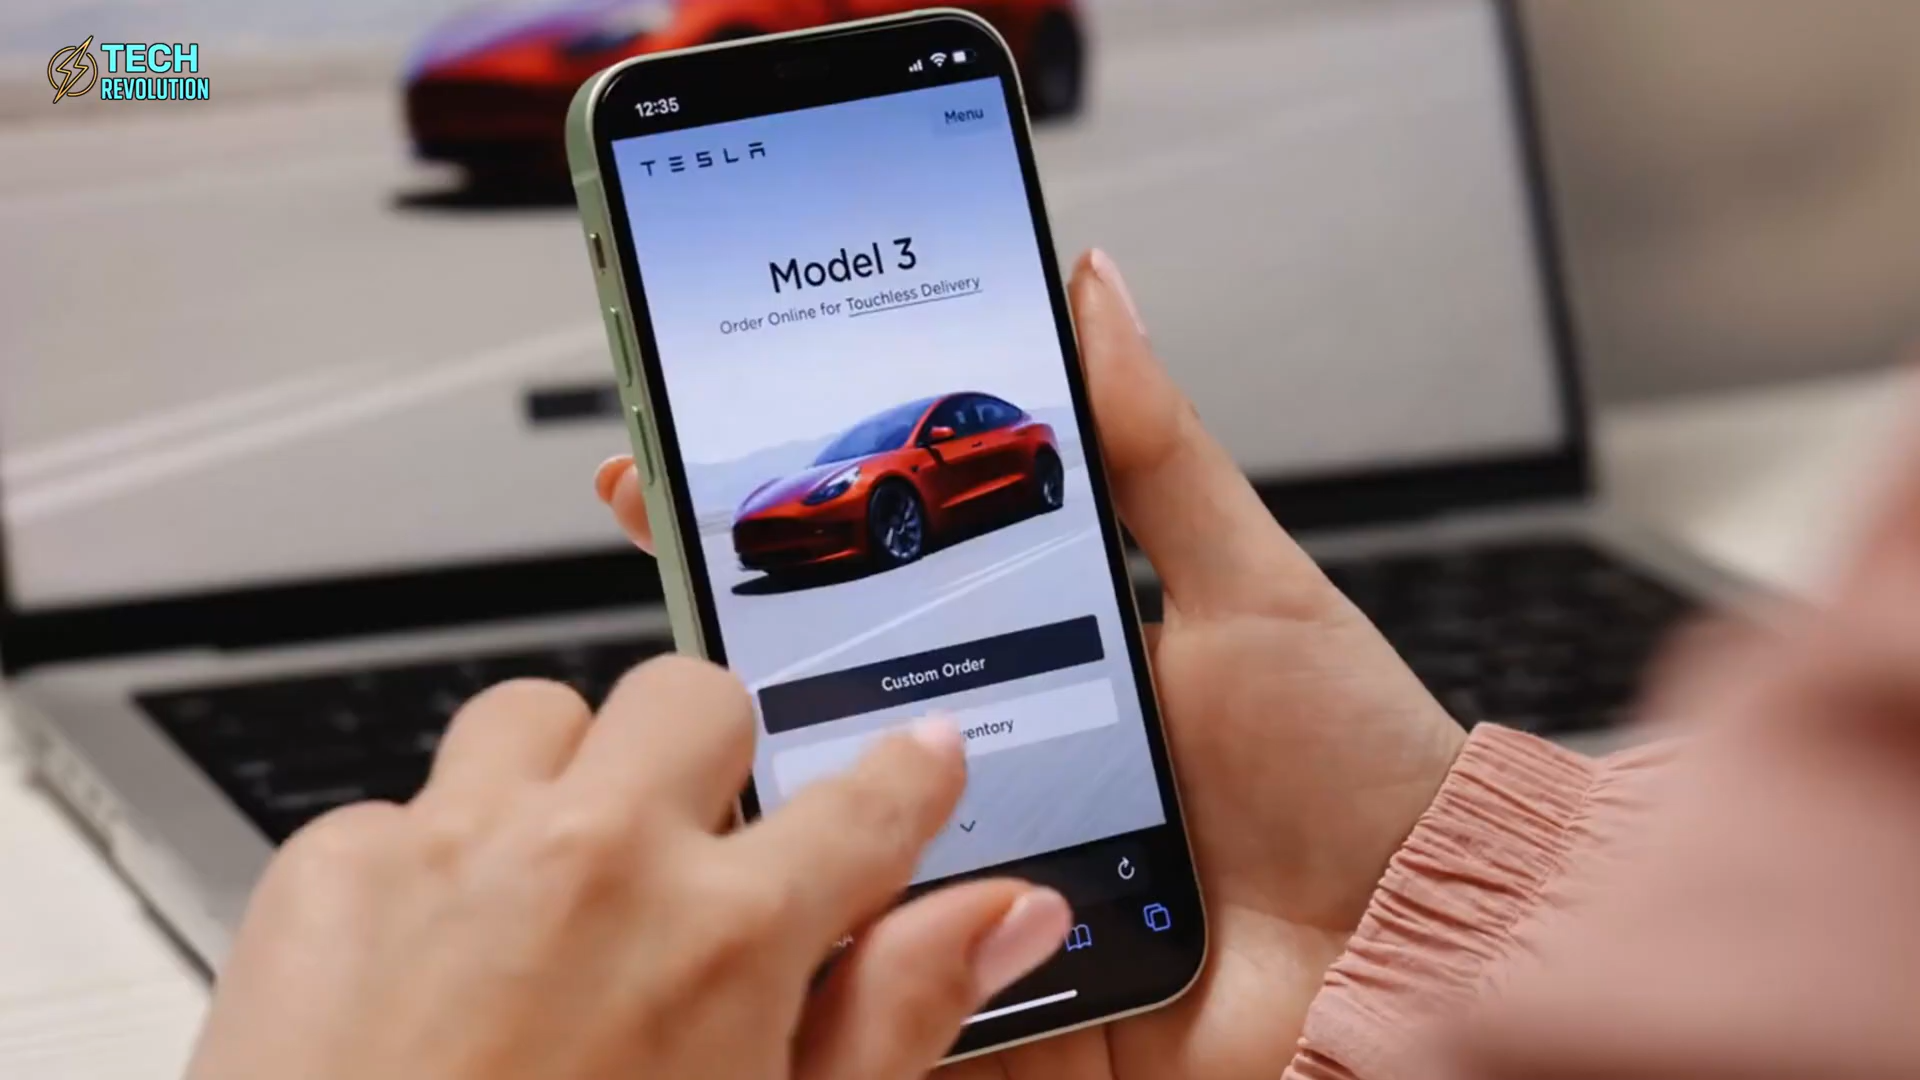 TECH
REVOLUTION
12:35
Menu
TESLA
Model 3
Order Online for Touchless Delivery
Custom Order